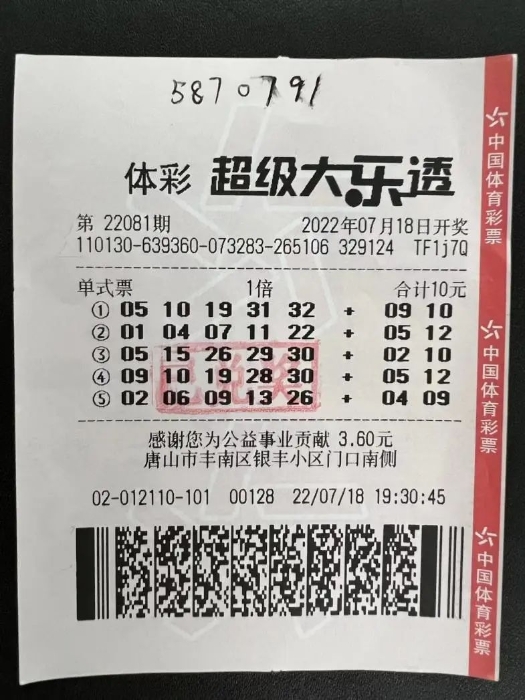 5870791
体彩 超级大乐透
第 22081期 2022年07月18日开奖
110130-639360-073283-265106 329124 TF1j7Q
单式票 1倍 合计10元
① 05 10 19 31 32 + 09 10
② 01 04 07 11 22 + 05 12
③ 05 15 26 29 30 + 02 10
④ 09 10 19 28 30 + 05 12
⑤ 02 06 09 13 26 + 04 09
已兑奖
感谢您为公益事业贡献 3.60元
唐山市丰南区银丰小区门口南侧
02-012110-101 00128 22/07/18 19:30:45
中国体育彩票
中国体育彩票
中国体育彩票